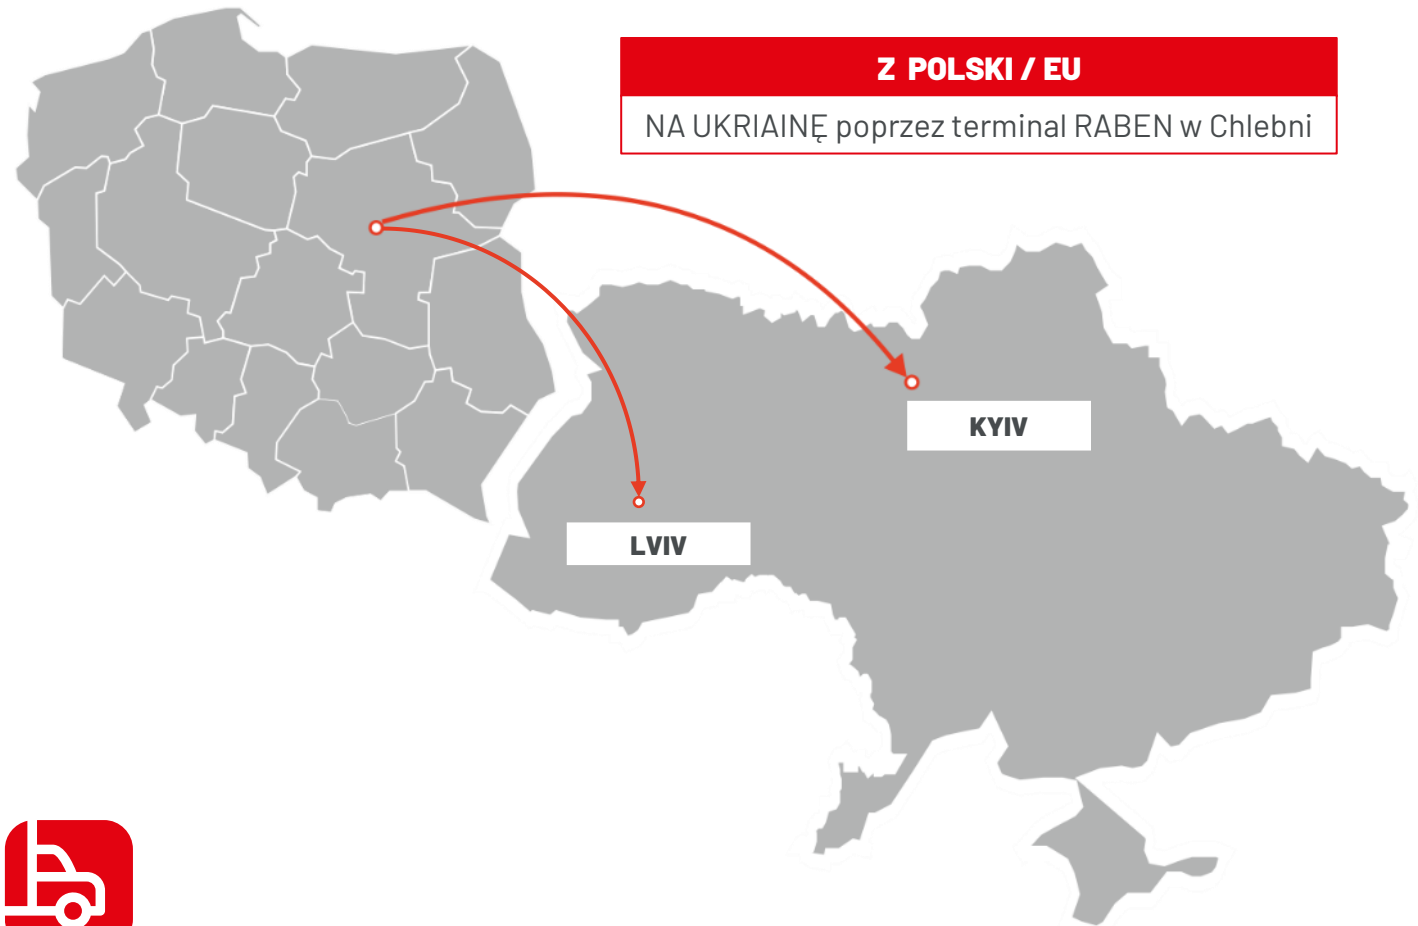 Z POLSKI / EU
NA UKRIAINĘ poprzez terminal RABEN w Chlebni
KYIV
LVIV